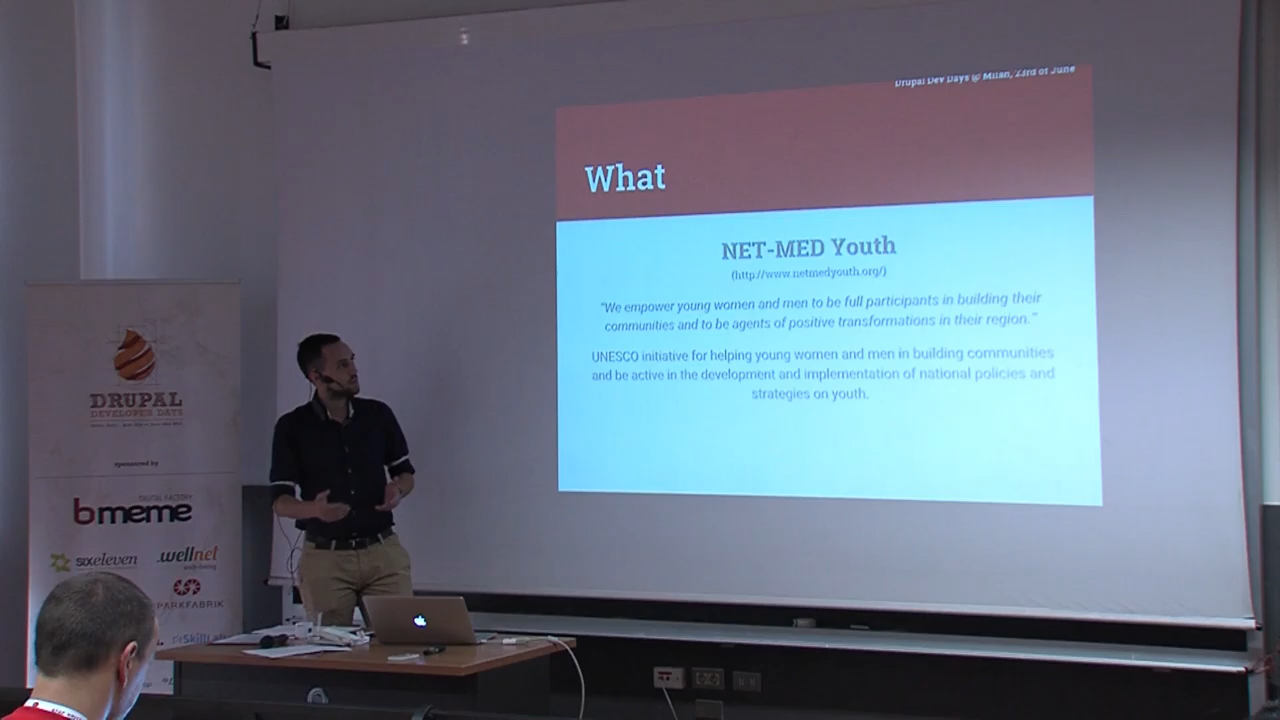 Drupal Dev Days @ Milan, 23rd of June
What
NET-MED Youth
(http://www.netmedyouth.org/)
"We empower young women and men to be full participants in building their
communities and to be agents of positive transformations in their region."
UNESCO initiative for helping young women and men in building communities
and be active in the development and implementation of national policies and
strategies on youth.
DRUPAL
DEVELOPER DAYS
sponsored by
DIGITAL FACTORY
bmeme
sixeleven
.wellnet
PARKFABRIK